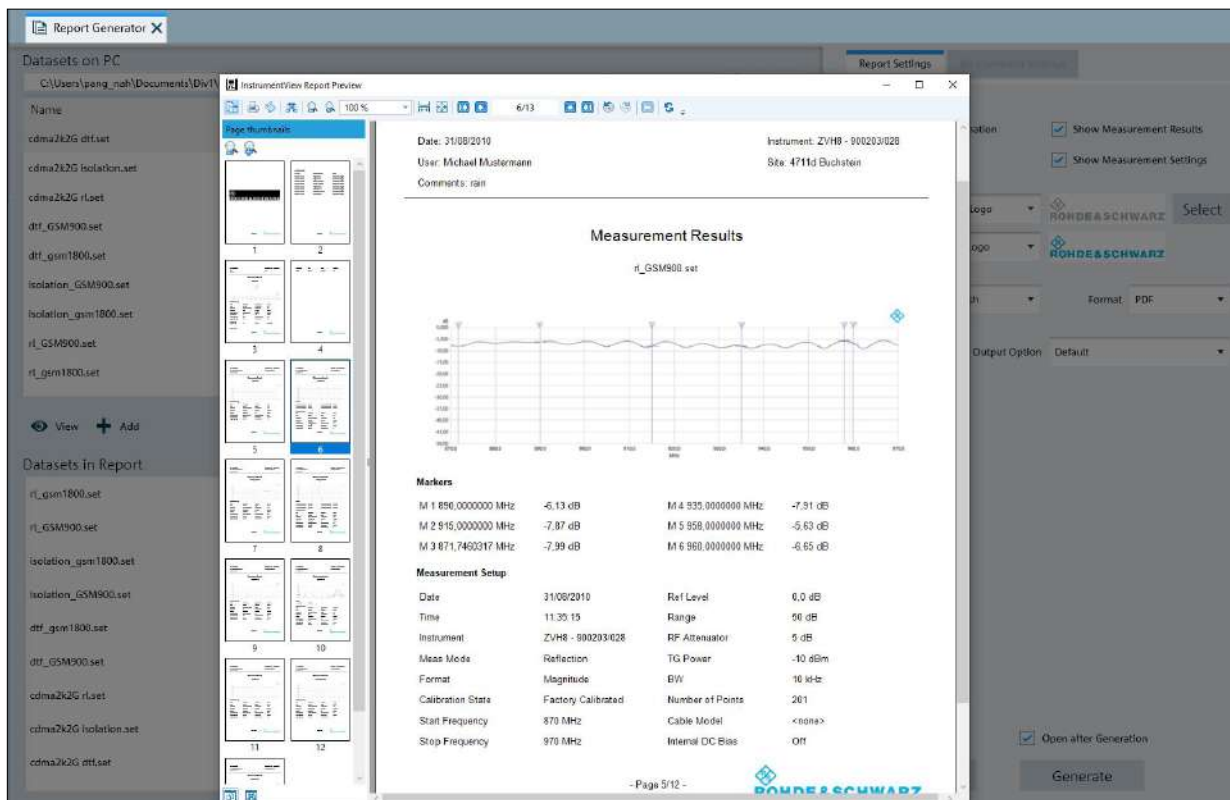 Report Generator
Datasets on PC
C:\Users\pang_nah\Documents\Div1\
Name
cdma2k2G dtf.set
cdma2k2G isolation.set
cdma2k2G rl.set
dtf_GSM900.set
dtf_gsm1800.set
isolation_GSM900.set
isolation_gsm1800.set
rl_GSM900.set
rl_gsm1800.set
View
Add
Datasets in Report
rl_gsm1800.set
rl_GSM900.set
isolation_gsm1800.set
isolation_GSM900.set
dtf_gsm1800.set
dtf_GSM900.set
cdma2k2G rl.set
cdma2k2G isolation.set
cdma2k2G dtf.set
InstrumentView Report Preview
100 %
6/13
Page thumbnails
1
2
3
4
5
6
7
8
9
10
11
12
Date: 31/08/2010
Instrument: ZVH8 - 900203/028
User: Michael Mustermann
Site: 4711d Buchstein
Comments: rain
Measurement Results
rl_GSM900.set
Markers
M 1 890,0000000 MHz -6,13 dB M 4 935,0000000 MHz -7,91 dB
M 2 915,0000000 MHz -7,87 dB M 5 958,0000000 MHz -5,63 dB
M 3 871,7460317 MHz -7,99 dB M 6 960,0000000 MHz -6,65 dB
Measurement Setup
Date 31/08/2010 Ref Level 0,0 dB
Time 11:35:15 Range 50 dB
Instrument ZVH8 - 900203/028 RF Attenuator 5 dB
Meas Mode Reflection TG Power -10 dBm
Format Magnitude BW 10 kHz
Calibration State Factory Calibrated Number of Points 201
Start Frequency 870 MHz Cable Model <none>
Stop Frequency 970 MHz Internal DC Bias Off
- Page 5/12 -
ROHDE&SCHWARZ
Report Settings
Show Measurement Results
Show Measurement Settings
Logo
ROHDE&SCHWARZ
Select
ROHDE&SCHWARZ
Format PDF
Output Option Default
Open after Generation
Generate